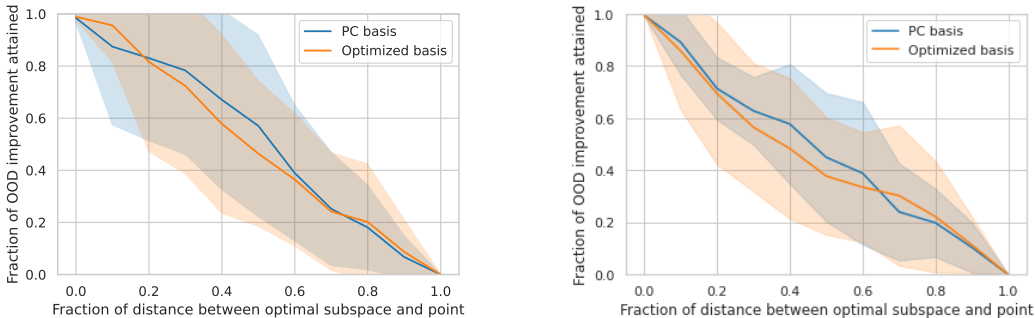 Fraction of OOD improvement attained
1.0
0.8
0.6
0.4
0.2
0.0
PC basis
Optimized basis
0.0 0.2 0.4 0.6 0.8 1.0
Fraction of distance between optimal subspace and point
Fraction of OOD improvement attained
1.0
0.8
0.6
0.4
0.2
0.0
PC basis
Optimized basis
0.0 0.2 0.4 0.6 0.8 1.0
Fraction of distance between optimal subspace and point